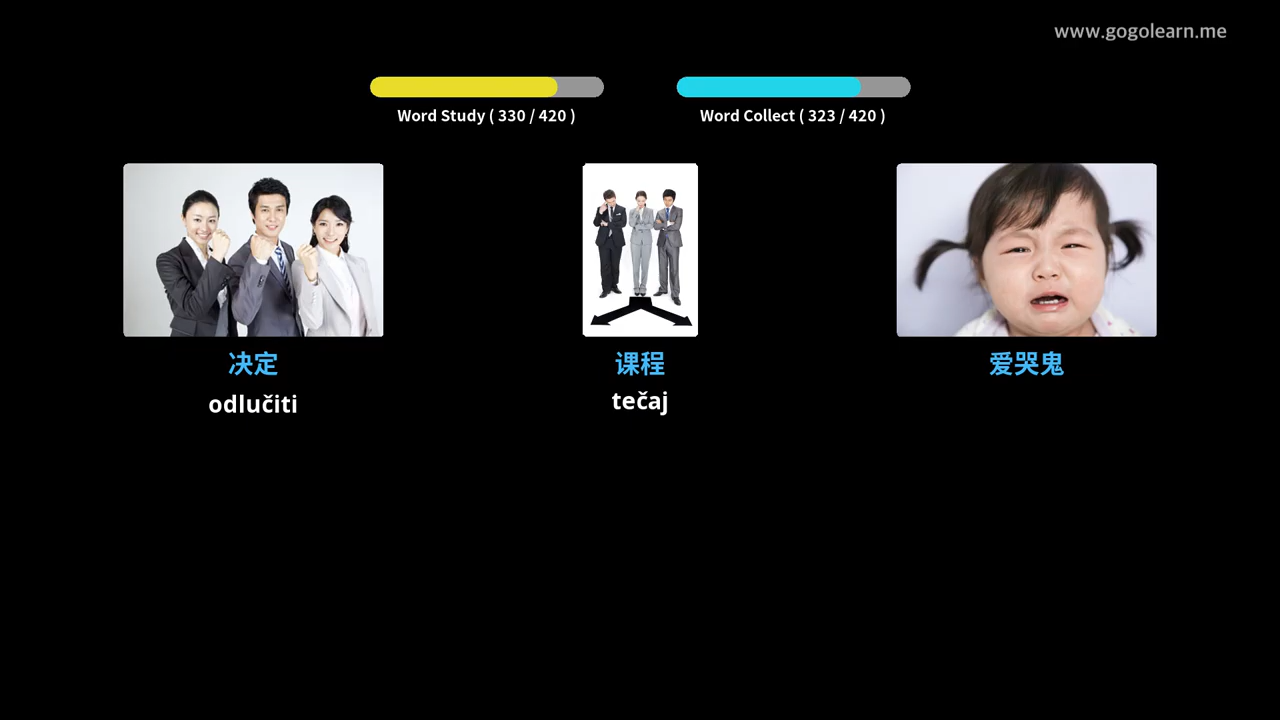 www.gogolearn.me
Word Study ( 330 / 420 )
Word Collect ( 323 / 420 )
决定
课程
爱哭鬼
odlučiti
tečaj